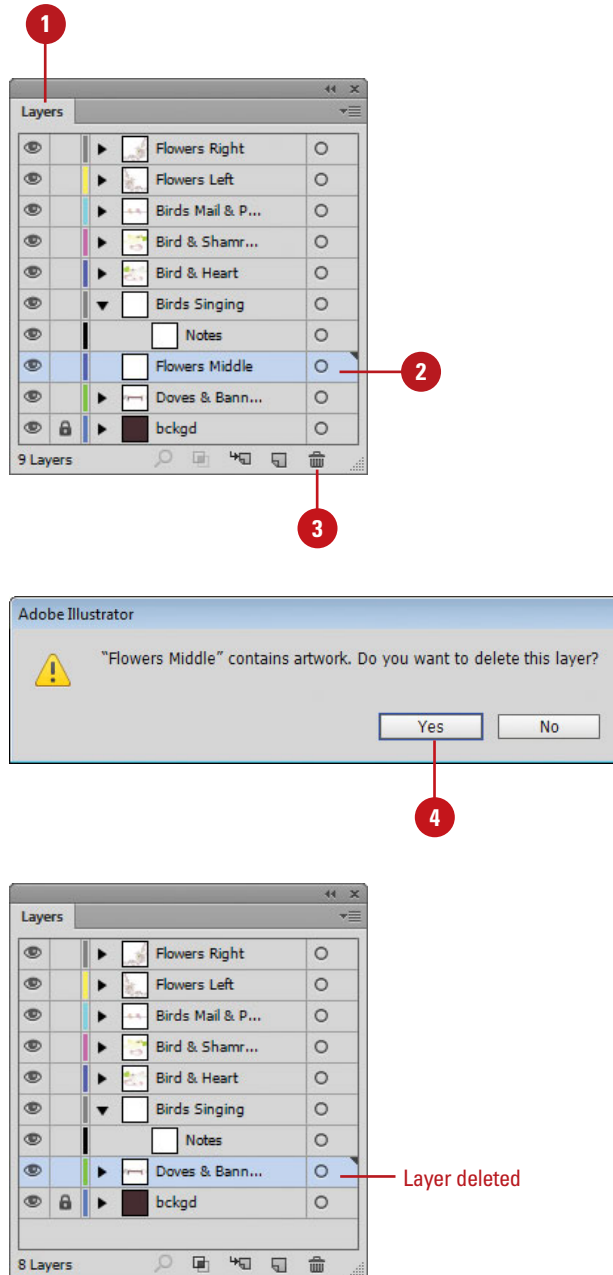 1
Layers
Flowers Right
Flowers Left
Birds Mail & P...
Bird & Shamr...
Bird & Heart
Birds Singing
Notes
Flowers Middle
2
Doves & Bann...
bckgd
9 Layers
3
Adobe Illustrator
"Flowers Middle" contains artwork. Do you want to delete this layer?
Yes
No
4
Layers
Flowers Right
Flowers Left
Birds Mail & P...
Bird & Shamr...
Bird & Heart
Birds Singing
Notes
Doves & Bann...
Layer deleted
bckgd
8 Layers